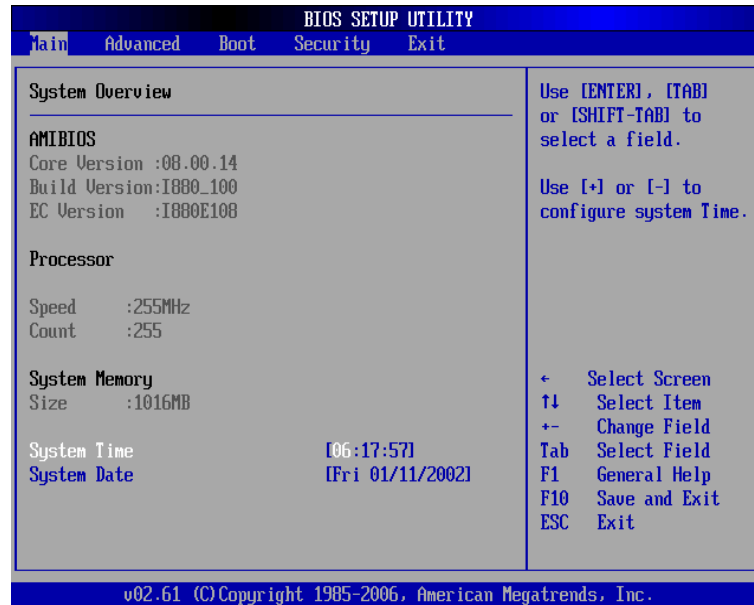 BIOS SETUP UTILITY
Main Advanced Boot Security Exit
System Overview
AMIBIOS
Core Version :08.00.14
Build Version:I880_100
EC Version :I880E108
Processor
Speed :255MHz
Count :255
System Memory
Size :1016MB
System Time [06:17:57]
System Date [Fri 01/11/2002]
Use [ENTER], [TAB]
or [SHIFT-TAB] to
select a field.
Use [+] or [-] to
configure system Time.
← Select Screen
↑↓ Select Item
+- Change Field
Tab Select Field
F1 General Help
F10 Save and Exit
ESC Exit
v02.61 (C)Copyright 1985-2006, American Megatrends, Inc.